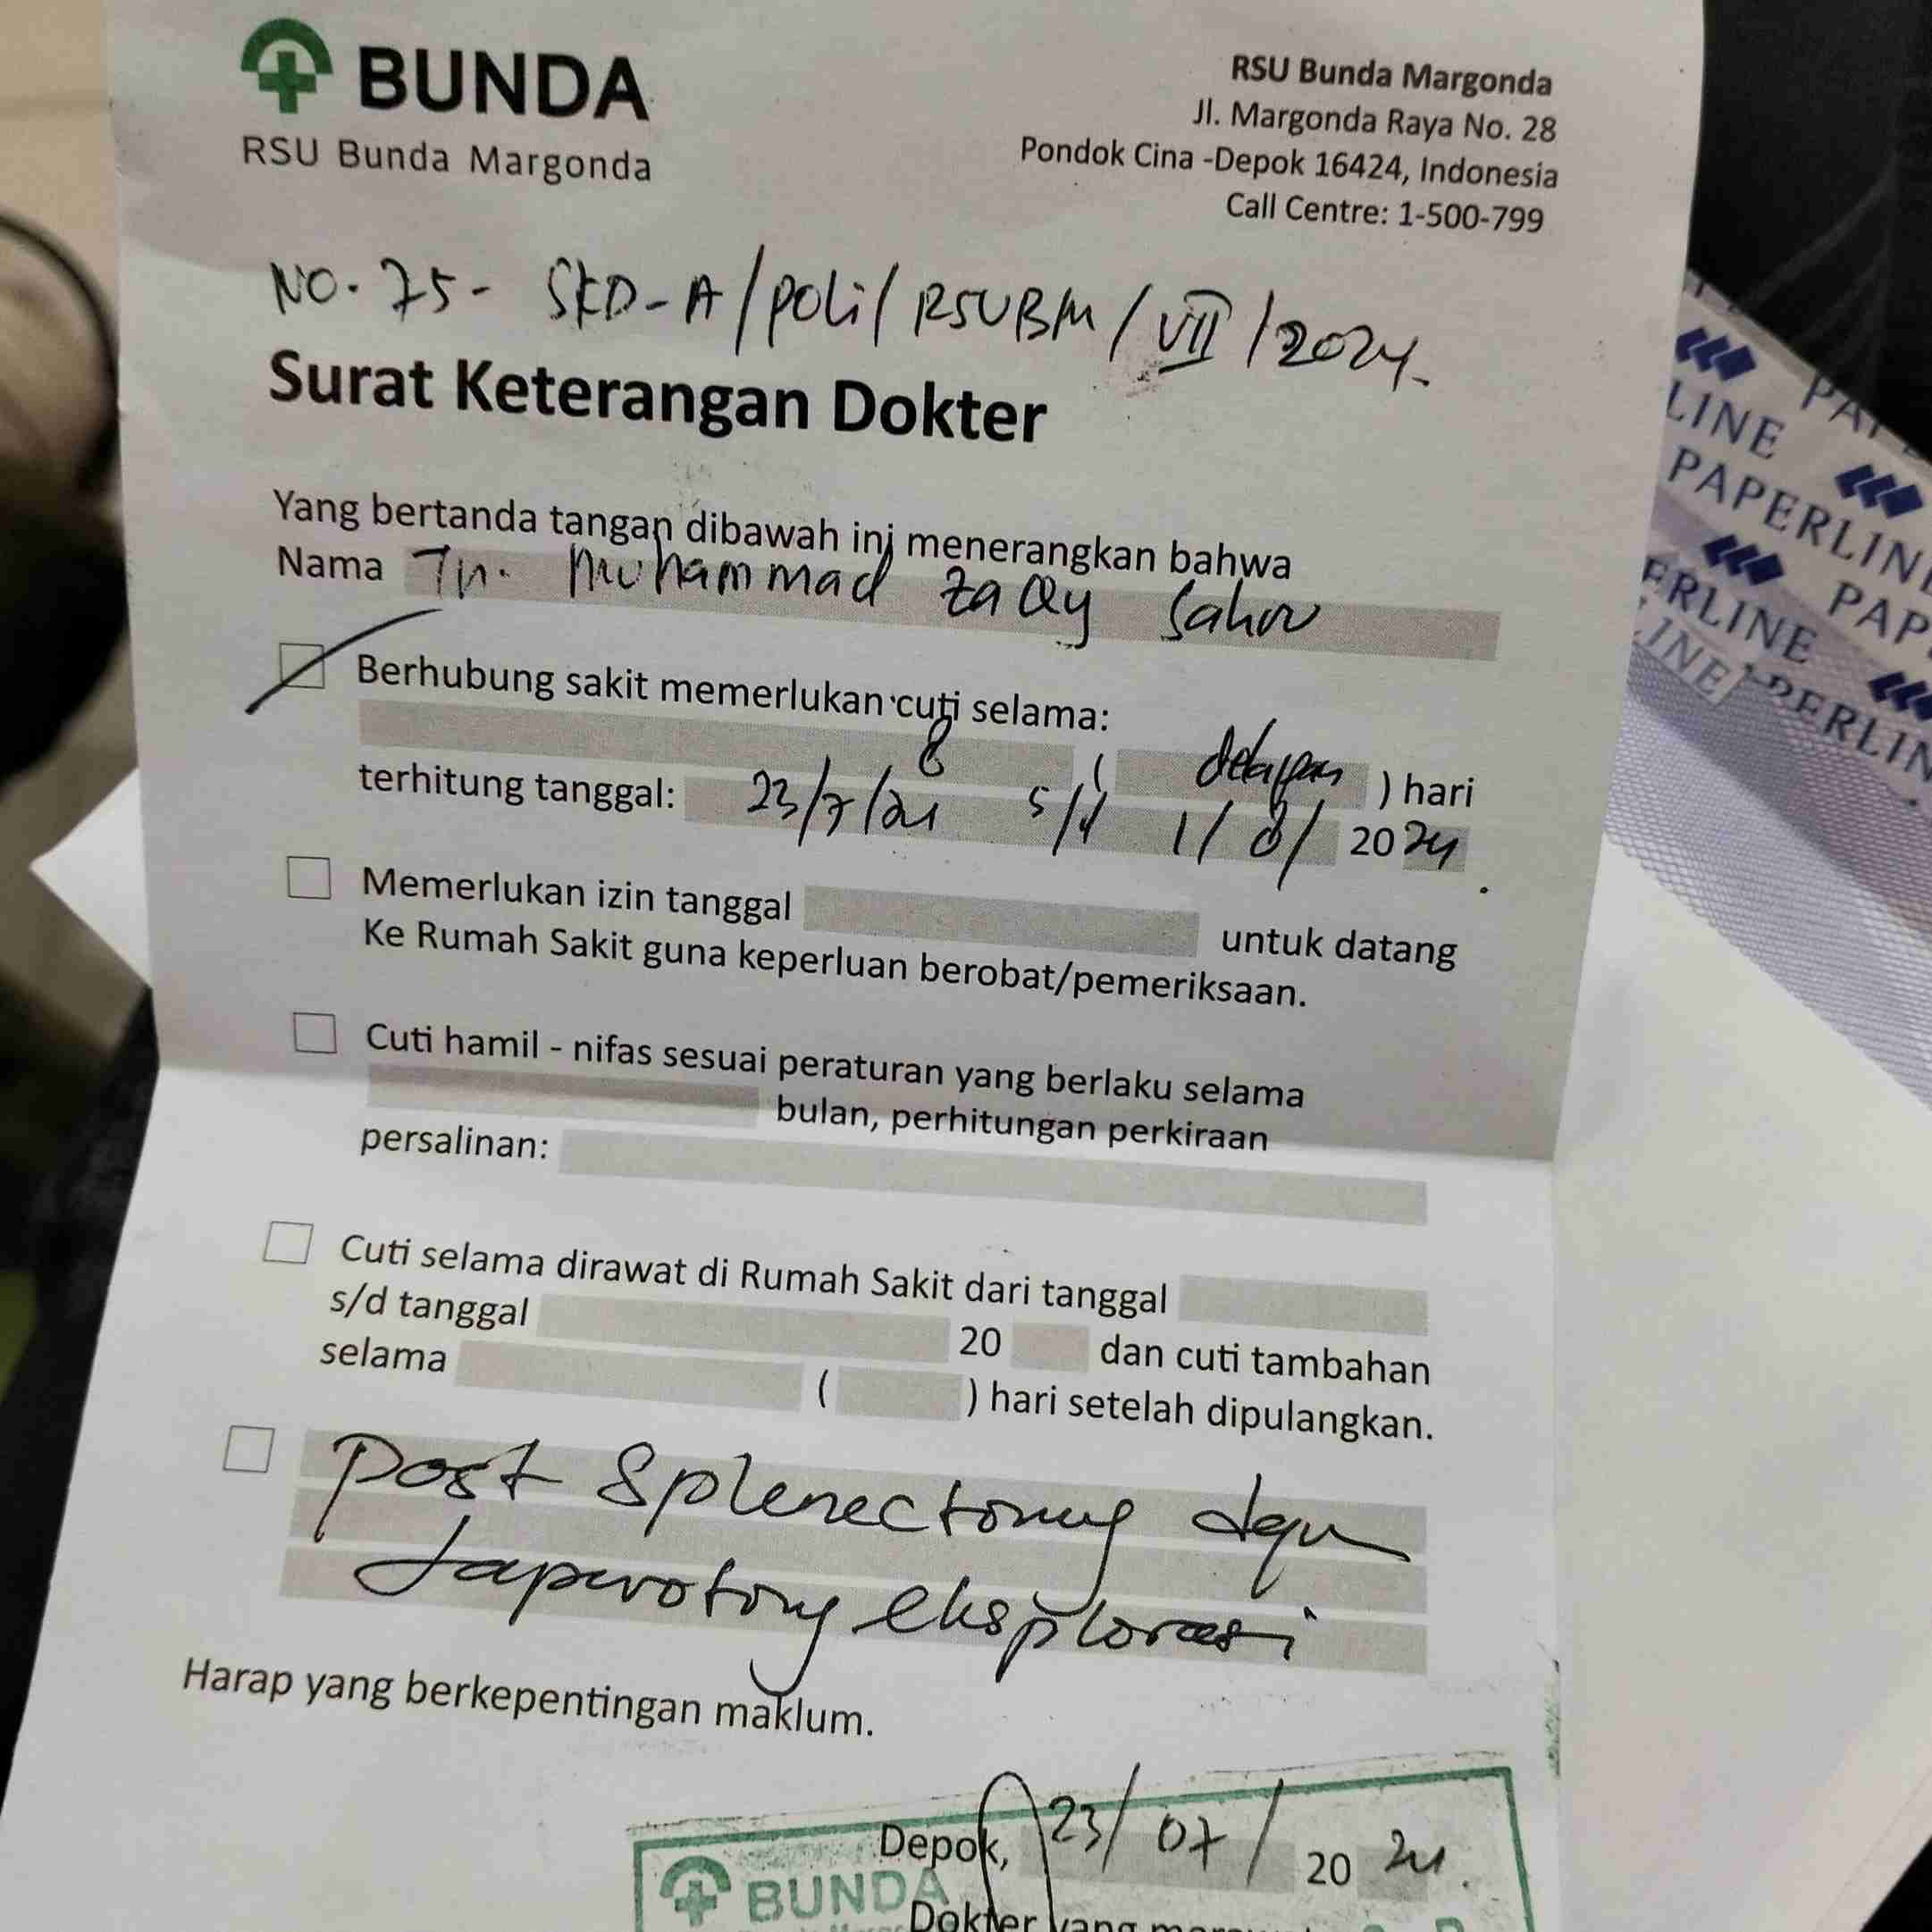 BUNDA
RSU Bunda Margonda
RSU Bunda Margonda
Jl. Margonda Raya No. 28
Pondok Cina -Depok 16424, Indonesia
Call Centre: 1-500-799
NO. 75 - SKD-A/POLI/RSUBM/VII/2024.
Surat Keterangan Dokter
Yang bertanda tangan dibawah ini menerangkan bahwa
Nama Tn. Muhammad Zaqy
Berhubung sakit memerlukan cuti selama:
8 ( delapan ) hari
terhitung tanggal: 23/7/24 s/d 1/8/ 2024
Memerlukan izin tanggal untuk datang
Ke Rumah Sakit guna keperluan berobat/pemeriksaan.
Cuti hamil - nifas sesuai peraturan yang berlaku selama
bulan, perhitungan perkiraan
persalinan:
Cuti selama dirawat di Rumah Sakit dari tanggal
s/d tanggal 20 dan cuti tambahan
selama ( ) hari setelah dipulangkan.
Post Splenectomy dgn
Laparotomy eksplorasi
Harap yang berkepentingan maklum.
Depok, 23/07/2024.
BUNDA
Dokter yang
PAPERLINE
PAPERLINE